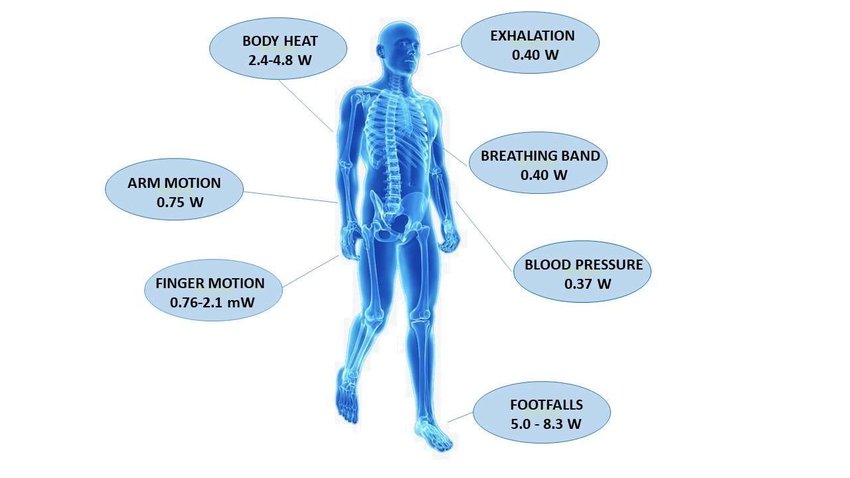 BODY HEAT
2.4-4.8 W
EXHALATION
0.40 W
BREATHING BAND
0.40 W
ARM MOTION
0.75 W
BLOOD PRESSURE
0.37 W
FINGER MOTION
0.76-2.1 mW
FOOTFALLS
5.0 - 8.3 W